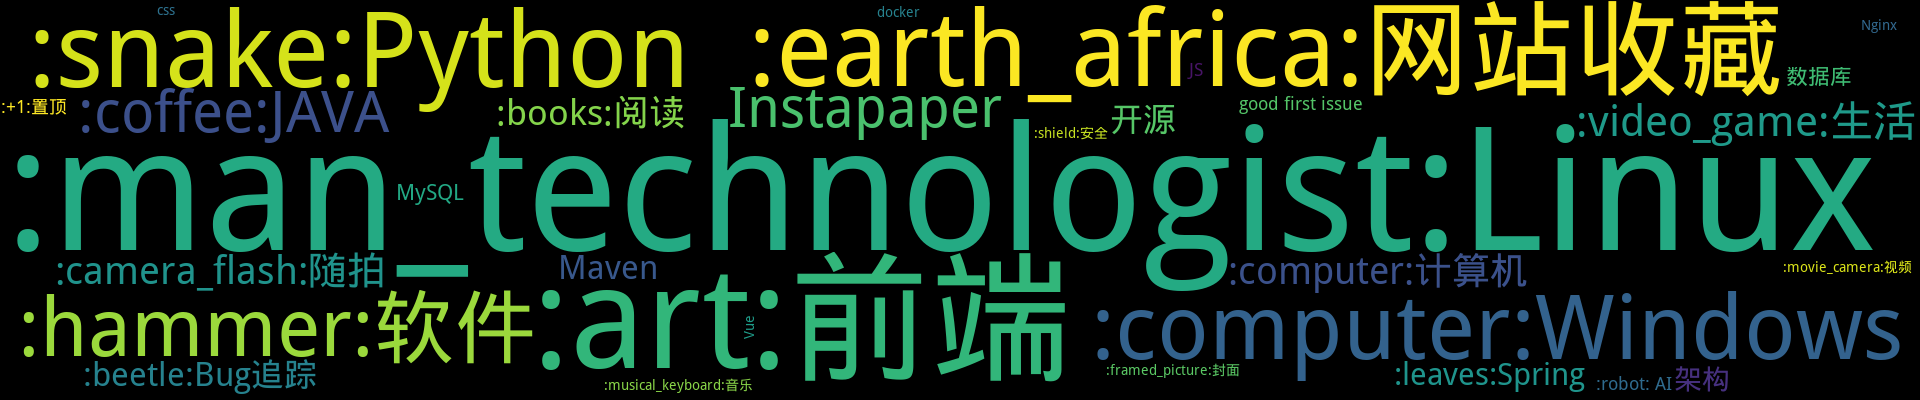 css
docker
:snake:Python
:earth_africa:网站收藏
Nginx
JS
数据库
:+1:置顶
:coffee:JAVA
:books:阅读
Instapaper
good first issue
开源
:shield:安全
:video_game:生活
:man_technologist:Linux
MySQL
:camera_flash:随拍
Maven
:computer:计算机
:movie_camera:视频
:hammer:软件
:art:前端
Vue
:computer:Windows
:beetle:Bug追踪
:musical_keyboard:音乐
:framed_picture:封面
:leaves:Spring
:robot: AI
架构